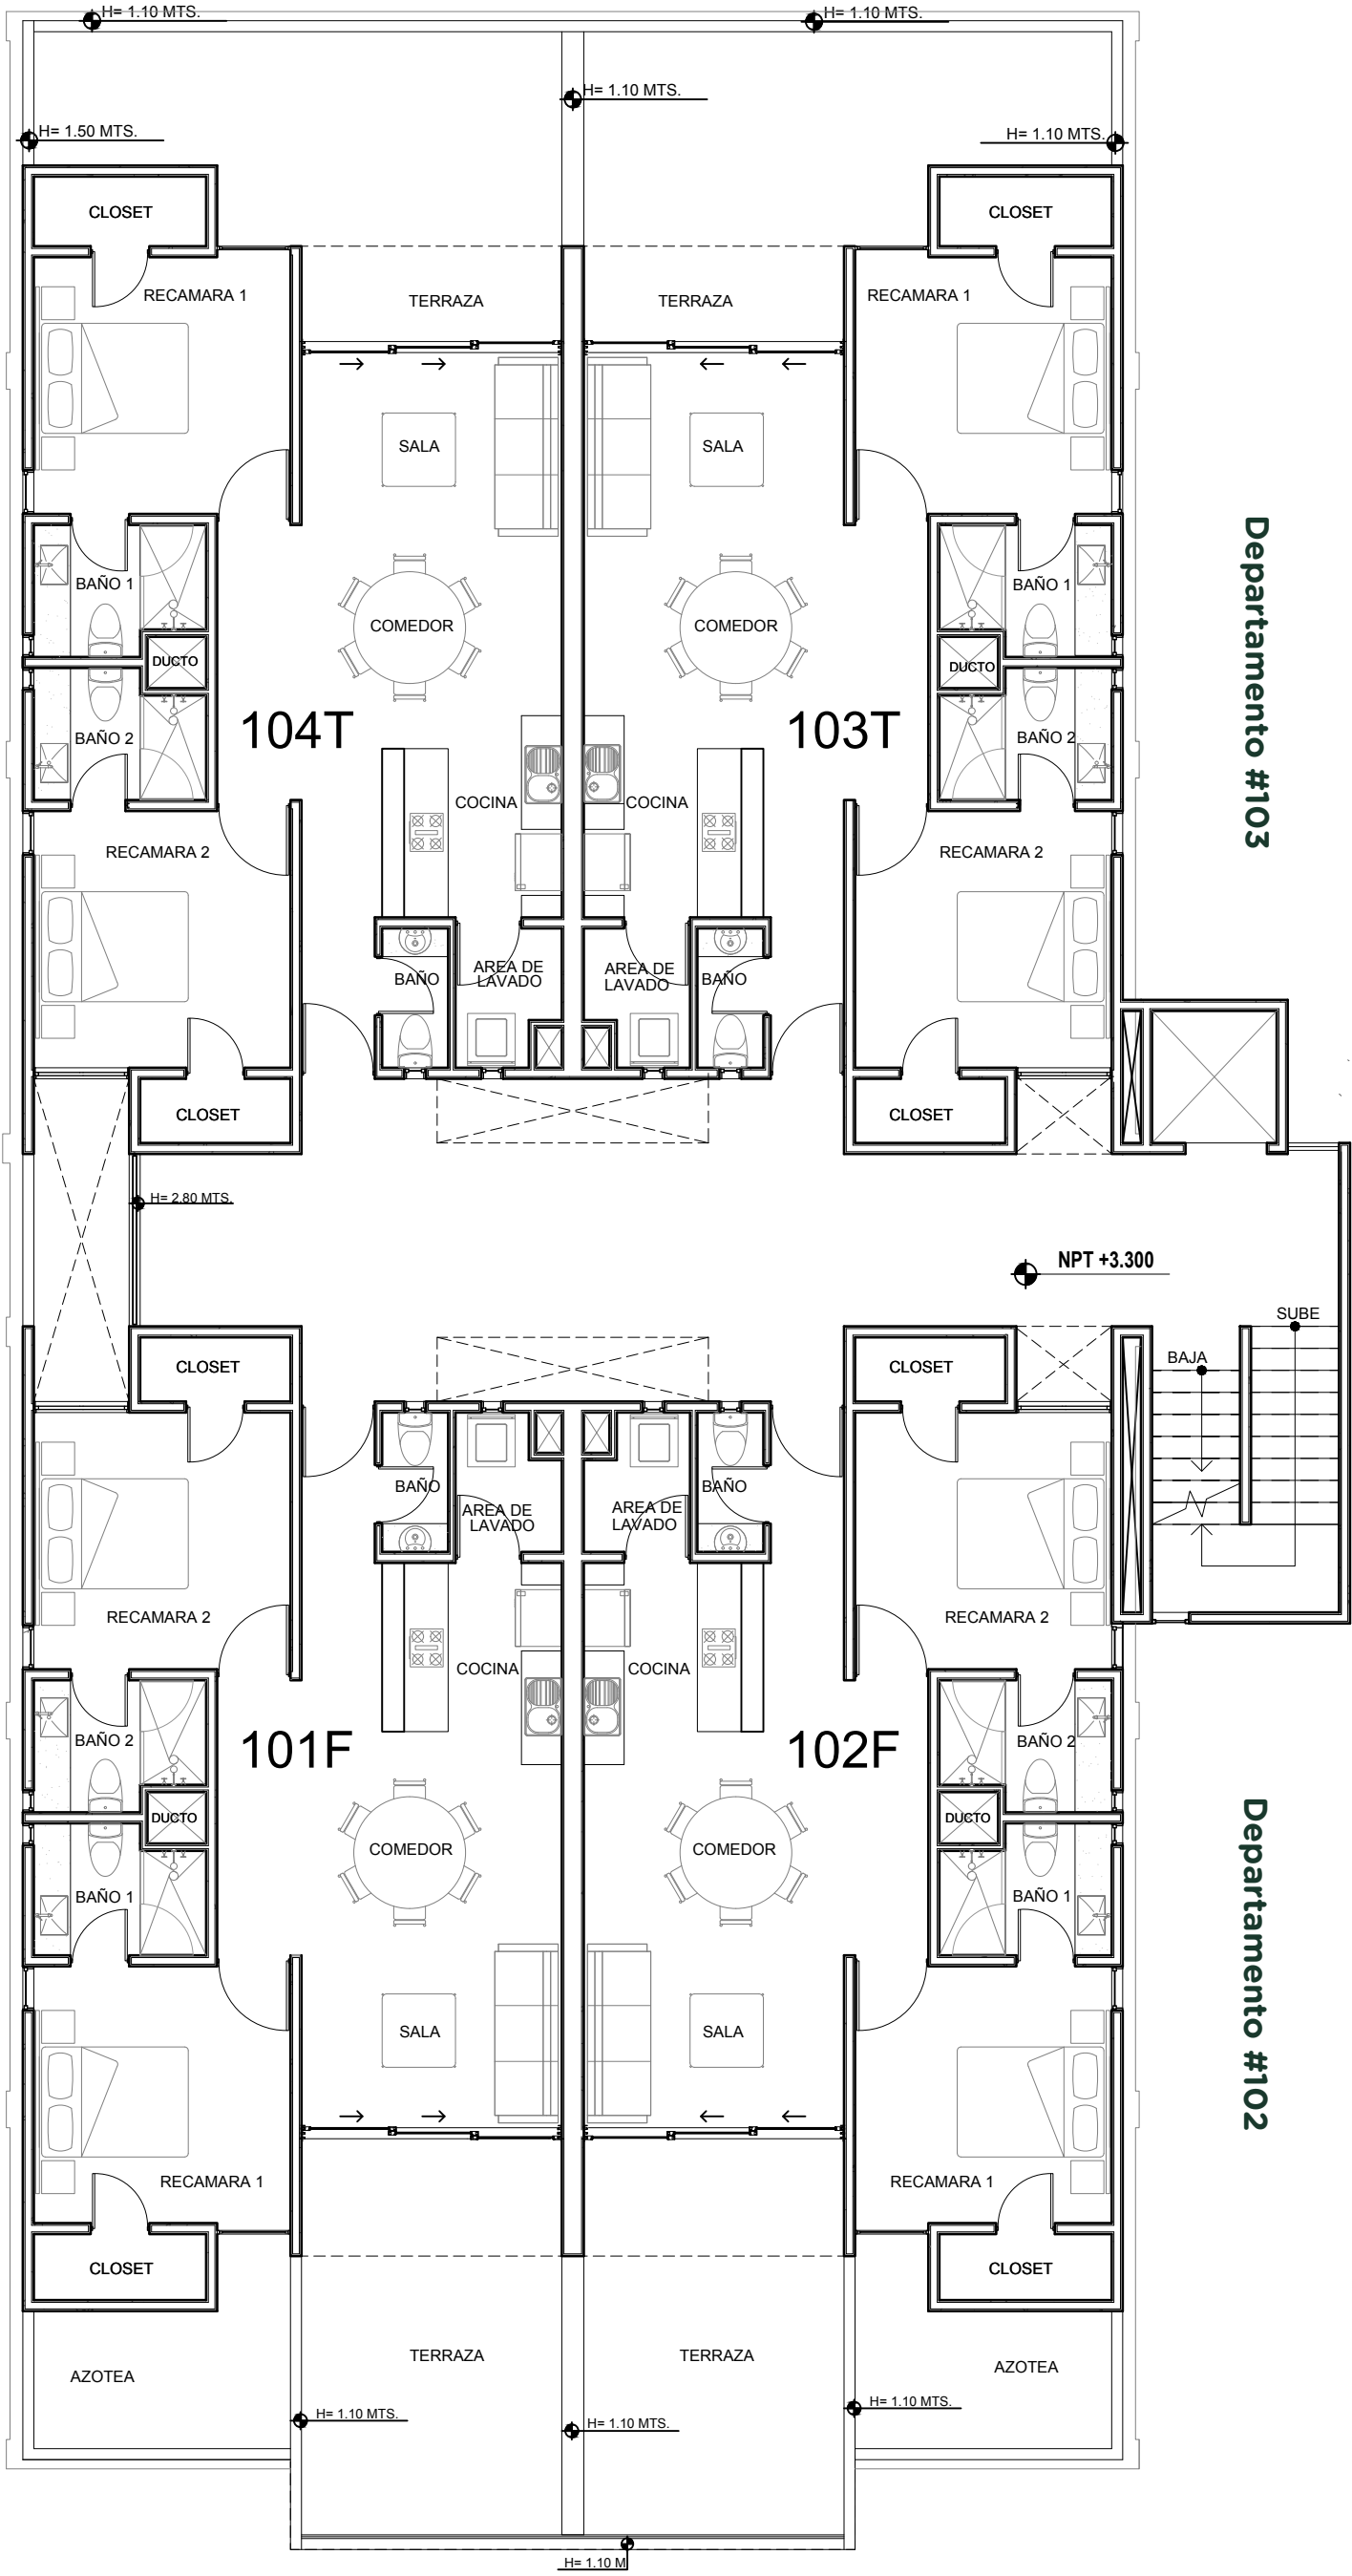 H= 1.10 MTS.
H= 1.10 MTS.
H= 1.10 MTS.
H= 1.50 MTS.
H= 1.10 MTS.
CLOSET
CLOSET
RECAMARA 1
TERRAZA
TERRAZA
RECAMARA 1
SALA
SALA
BAÑO 1
COMEDOR
COMEDOR
BAÑO 1
DUCTO
DUCTO
104T
103T
BAÑO 2
BAÑO 2
COCINA
COCINA
RECAMARA 2
RECAMARA 2
BAÑO
AREA DE
LAVADO
AREA DE
LAVADO
BAÑO
CLOSET
CLOSET
H= 2.80 MTS.
NPT +3.300
SUBE
BAJA
CLOSET
CLOSET
BAÑO
AREA DE
LAVADO
AREA DE
LAVADO
BAÑO
RECAMARA 2
RECAMARA 2
COCINA
COCINA
101F
102F
BAÑO 2
BAÑO 2
DUCTO
DUCTO
COMEDOR
COMEDOR
BAÑO 1
BAÑO 1
SALA
SALA
RECAMARA 1
RECAMARA 1
CLOSET
CLOSET
TERRAZA
TERRAZA
AZOTEA
AZOTEA
H= 1.10 MTS.
H= 1.10 MTS.
H= 1.10 MTS.
H= 1.10 M
Departamento #103
Departamento #102